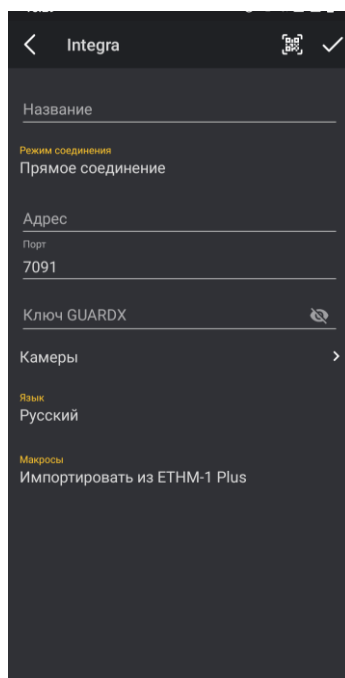 Integra
Название
Режим соединения
Прямое соединение
Адрес
Порт
7091
Ключ GUARDX
Камеры
Язык
Русский
Макросы
Импортировать из ETHM-1 Plus